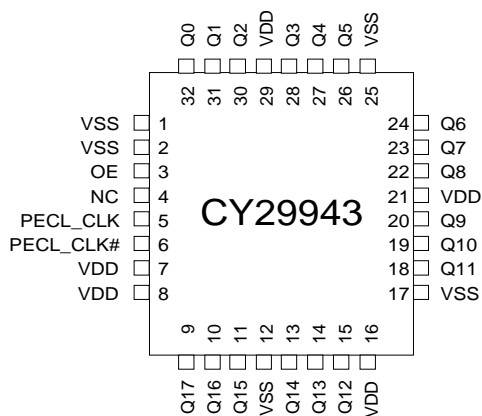 Q0 Q1 Q2 VDD Q3 Q4 Q5 VSS
32 31 30 29 28 27 26 25
VSS 1 24 Q6
VSS 2 23 Q7
OE 3 22 Q8
NC 4 21 VDD
PECL_CLK 5 20 Q9
PECL_CLK# 6 19 Q10
VDD 7 18 Q11
VDD 8 17 VSS
CY29943
9 10 11 12 13 14 15 16
Q17 Q16 Q15 VSS Q14 Q13 Q12 VDD